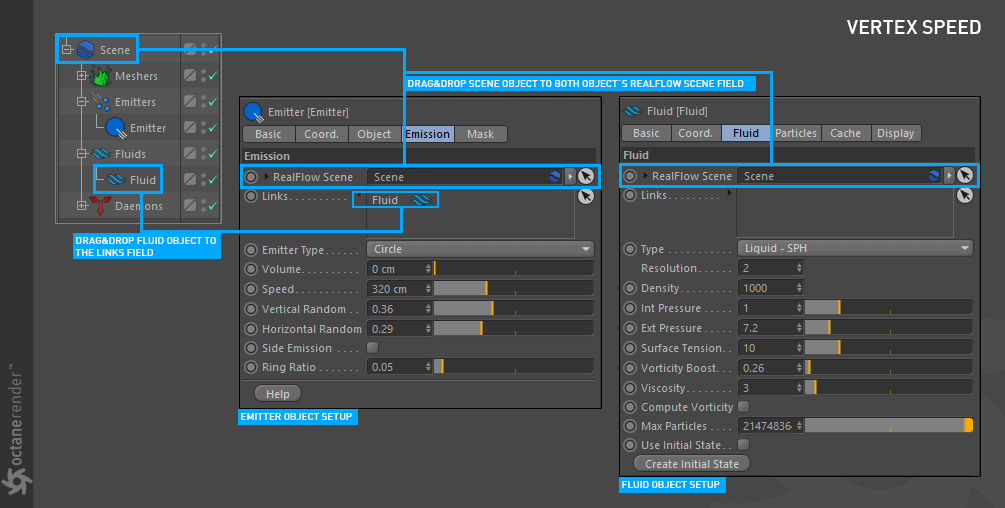 VERTEX SPEED
Scene
Meshers
Emitters
Emitter
Fluids
Fluid
Daemons
DRAG&DROP SCENE OBJECT TO BOTH OBJECT´S REALFLOW SCENE FIELD
DRAG&DROP FLUID OBJECT TO
THE LINKS FIELD
Emitter [Emitter]
Basic Coord. Object Emission Mask
Emission
RealFlow Scene Scene
Links. . . . . . . . . Fluid
Emitter Type . . . . . . Circle
Volume. . . . . . . . . . 0 cm
Speed. . . . . . . . . . . 320 cm
Vertical Random . . 0.36
Horizontal Random 0.29
Side Emission . . . .
Ring Ratio . . . . . . . 0.05
Help
EMITTER OBJECT SETUP
Fluid [Fluid]
Basic Coord. Fluid Particles Cache Display
Fluid
RealFlow Scene Scene
Links. . . . . . . . .
Type . . . . . . . . . . . Liquid - SPH
Resolution. . . . . . . 2
Density. . . . . . . . . 1000
Int Pressure . . . . . 1
Ext Pressure . . . . . 7.2
Surface Tension. . 10
Vorticity Boost. . . 0.26
Viscosity. . . . . . . . 3
Compute Vorticity
Max Particles . . . . 21474836
Use Initial State. .
Create Initial State
FLUID OBJECT SETUP
octanerender™